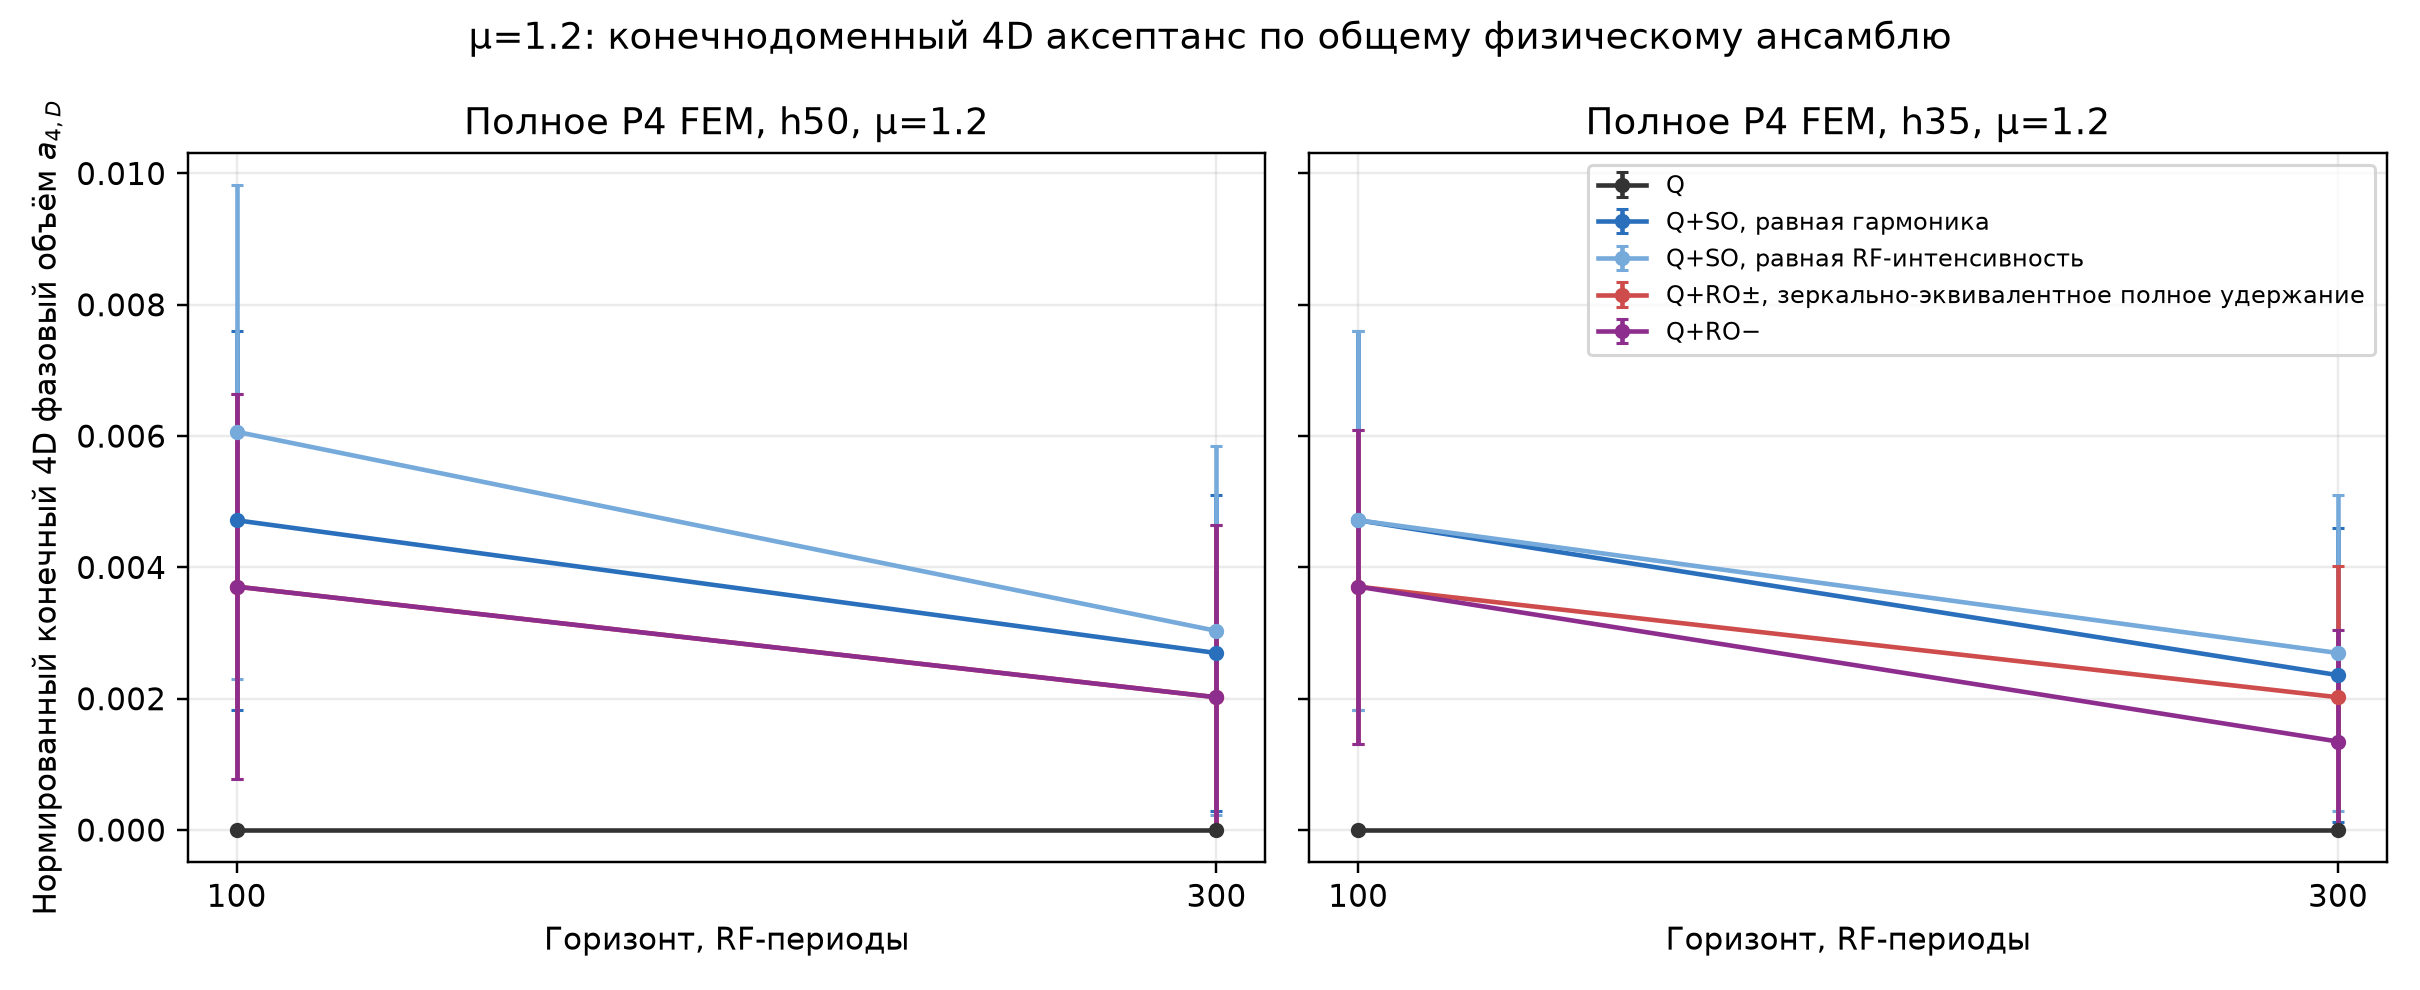 μ=1.2: конечнодоменный 4D аксептанс по общему физическому ансамблю
Полное P4 FEM, h50, μ=1.2
Нормированный конечный 4D фазовый объём a4, D
0.010
0.008
0.006
0.004
0.002
0.000
100
300
Горизонт, RF-периоды
Полное P4 FEM, h35, μ=1.2
Q
Q+SO, равная гармоника
Q+SO, равная RF-интенсивность
Q+RO±, зеркально-эквивалентное полное удержание
Q+RO−
100
300
Горизонт, RF-периоды